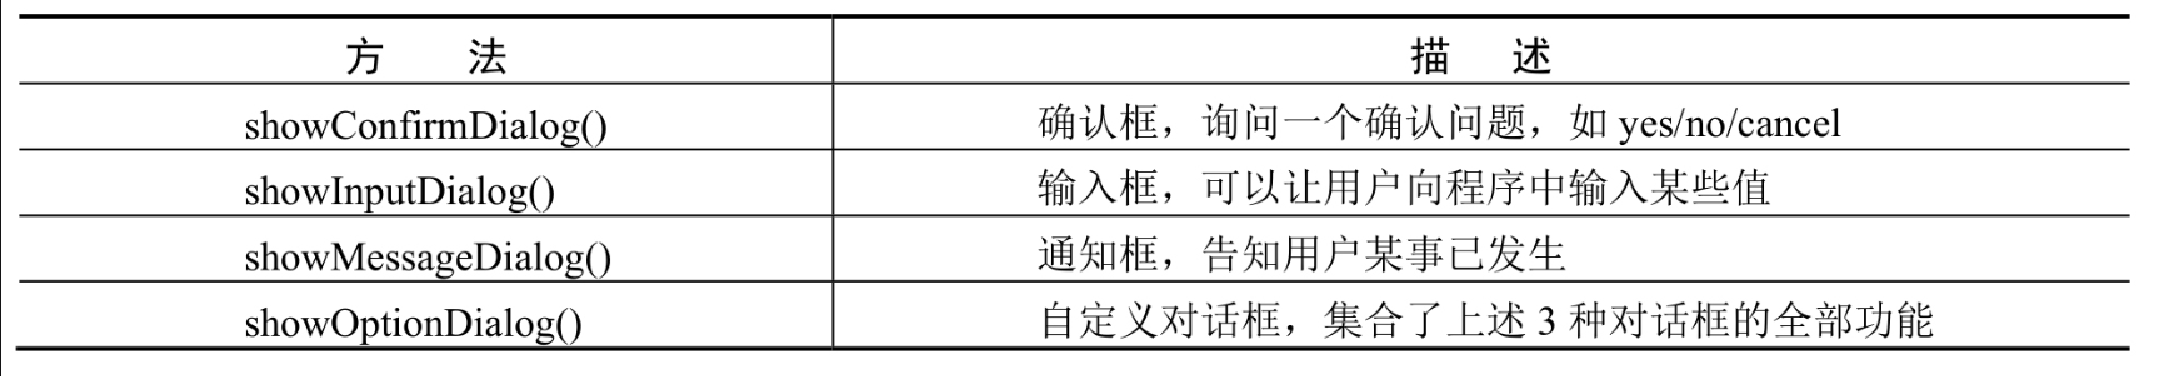 方 法 描 述
showConfirmDialog() 确认框，询问一个确认问题，如 yes/no/cancel
showInputDialog() 输入框，可以让用户向程序中输入某些值
showMessageDialog() 通知框，告知用户某事已发生
showOptionDialog() 自定义对话框，集合了上述 3 种对话框的全部功能